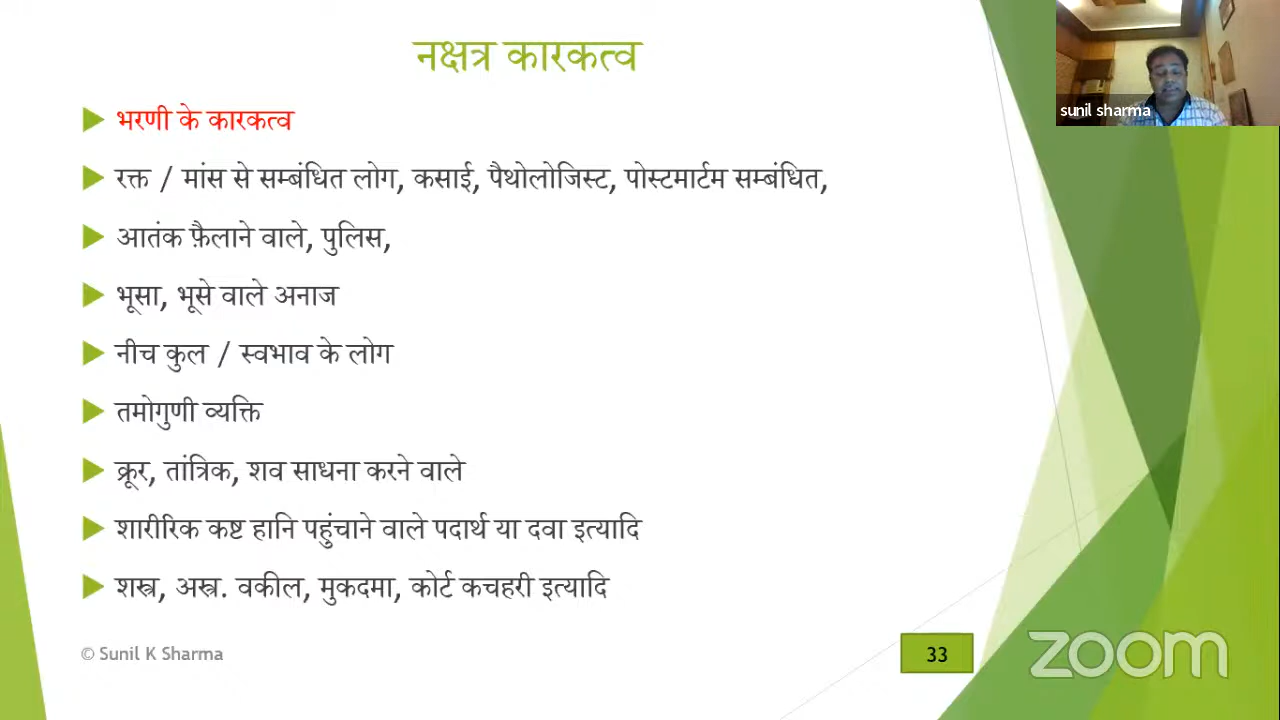 नक्षत्र कारकत्व
sunil sharma
भरणी के कारकत्व
रक्त / मांस से सम्बंधित लोग, कसाई, पैथोलोजिस्ट, पोस्टमार्टम सम्बंधित,
आतंक फ़ैलाने वाले, पुलिस,
भूसा, भूसे वाले अनाज
नीच कुल / स्वभाव के लोग
तमोगुणी व्यक्ति
क्रूर, तांत्रिक, शव साधना करने वाले
शारीरिक कष्ट हानि पहुंचाने वाले पदार्थ या दवा इत्यादि
शस्त्र, अस्त्र. वकील, मुकदमा, कोर्ट कचहरी इत्यादि
© Sunil K Sharma
33
zoom